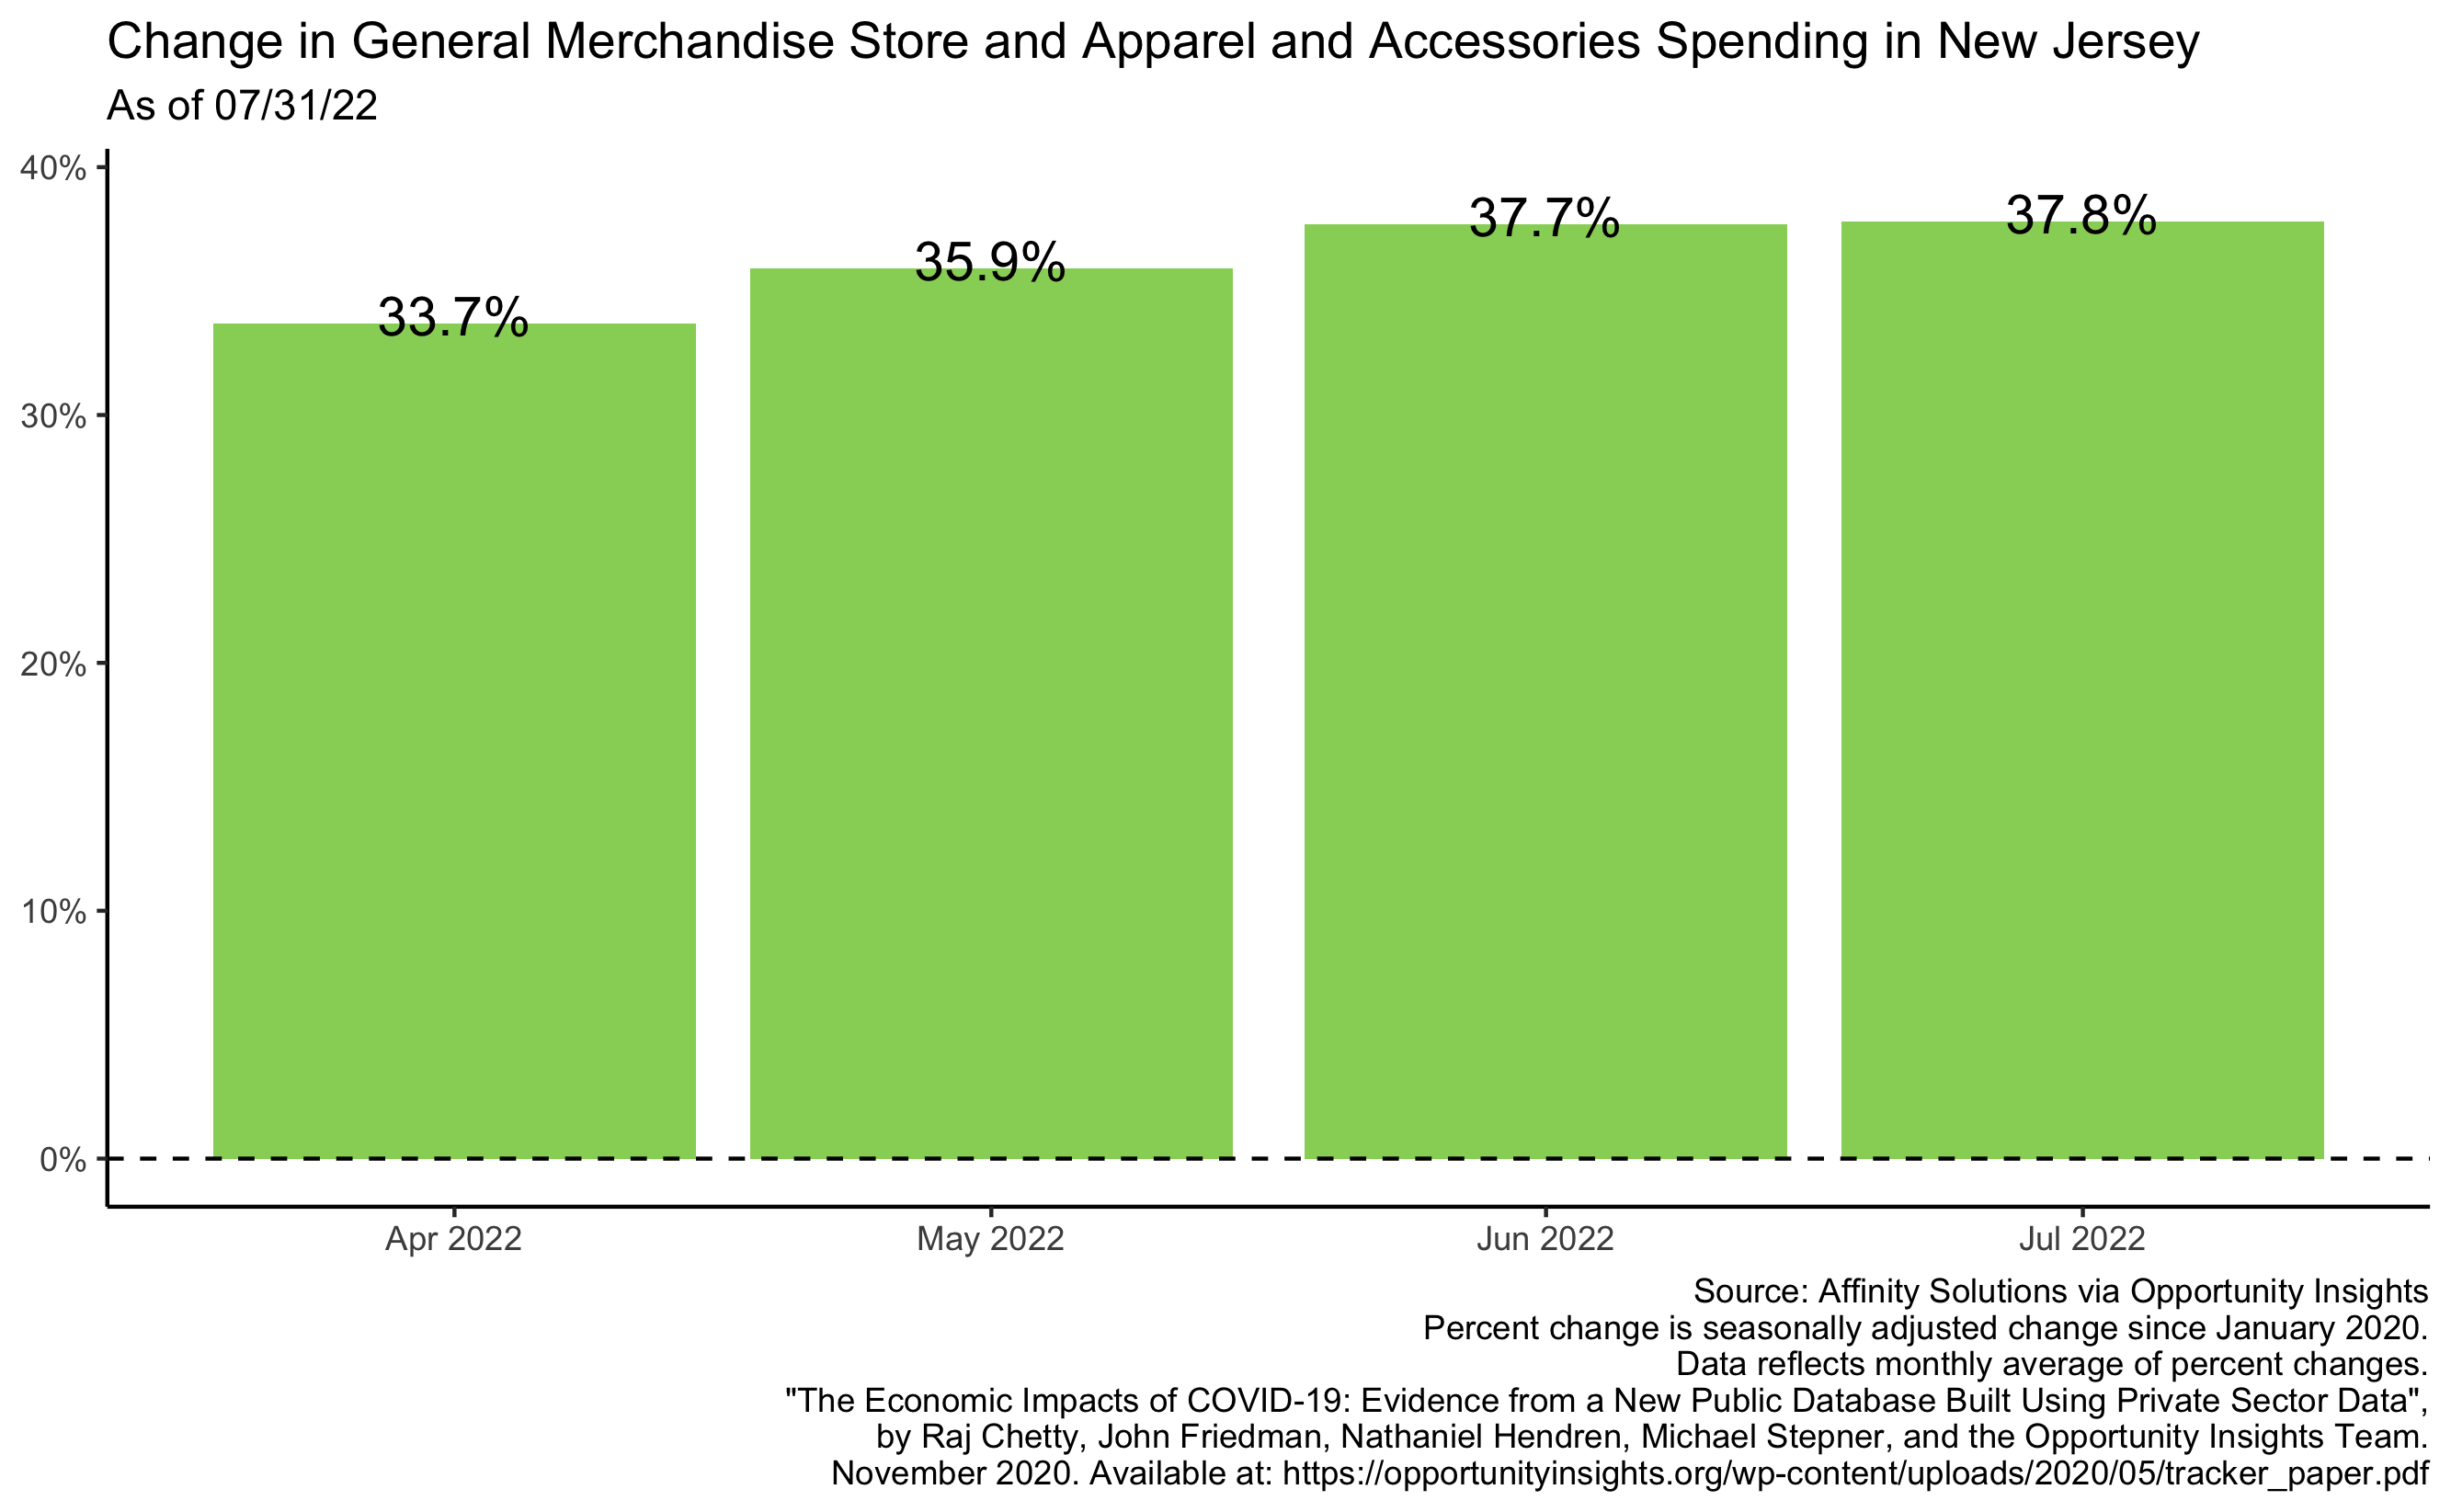 Change in General Merchandise Store and Apparel and Accessories Spending in New Jersey
As of 07/31/22
40%
30%
20%
10%
0%
33.7%
35.9%
37.7%
37.8%
Apr 2022
May 2022
Jun 2022
Jul 2022
Source: Affinity Solutions via Opportunity Insights
Percent change is seasonally adjusted change since January 2020.
Data reflects monthly average of percent changes.
"The Economic Impacts of COVID-19: Evidence from a New Public Database Built Using Private Sector Data",
by Raj Chetty, John Friedman, Nathaniel Hendren, Michael Stepner, and the Opportunity Insights Team.
November 2020. Available at: https://opportunityinsights.org/wp-content/uploads/2020/05/tracker_paper.pdf